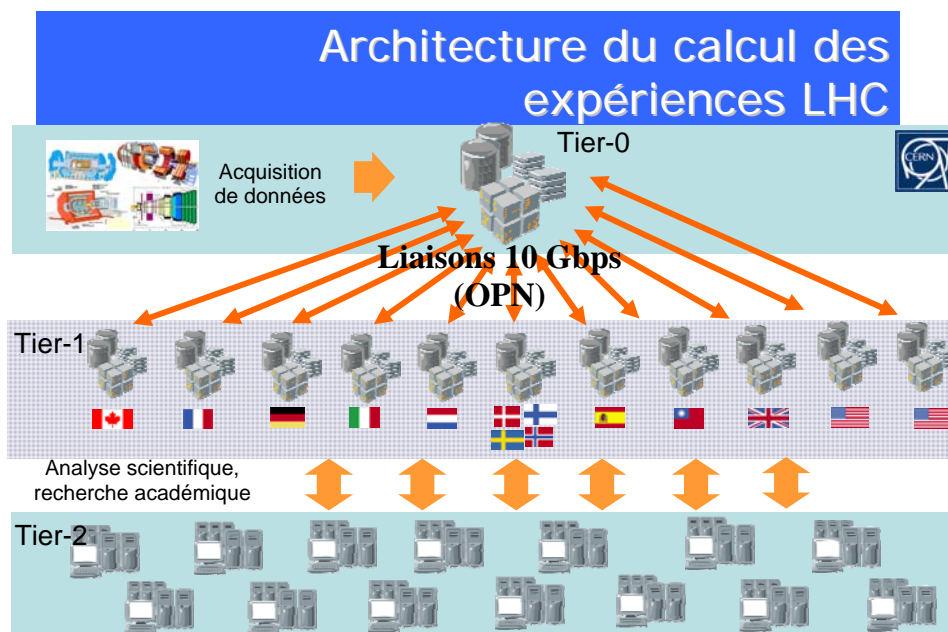 Architecture du calcul des
expériences LHC
Tier-0
CERN
Acquisition
de données
Liaisons 10 Gbps
(OPN)
Tier-1
Analyse scientifique,
recherche académique
Tier-2